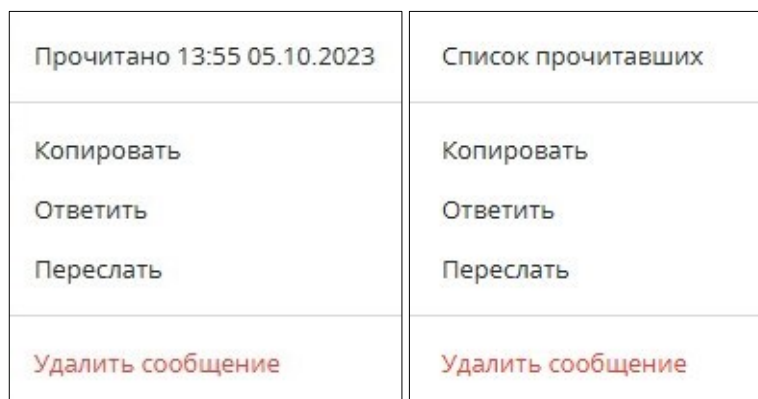 Прочитано 13:55 05.10.2023
Копировать
Ответить
Переслать
Удалить сообщение
Список прочитавших
Копировать
Ответить
Переслать
Удалить сообщение